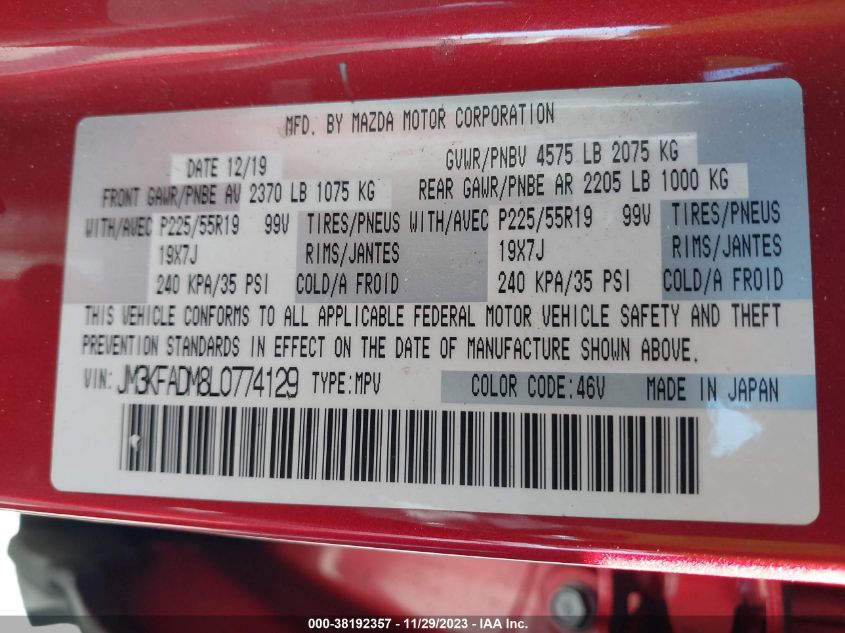 MFD. BY MAZDA MOTOR CORPORATION
DATE 12/19 GVWR/PNBV 4575 LB 2075 KG
FRONT GAWR/PNBE AV 2370 LB 1075 KG REAR GAWR/PNBE AR 2205 LB 1000 KG
WITH/AVEC P225/55R19 99V TIRES/PNEUS WITH/AVEC P225/55R19 99V TIRES/PNEUS
19X7J RIMS/JANTES 19X7J RIMS/JANTES
240 KPA/35 PSI COLD/A FROID 240 KPA/35 PSI COLD/A FROID
THIS VEHICLE CONFORMS TO ALL APPLICABLE FEDERAL MOTOR VEHICLE SAFETY AND THEFT
PREVENTION STANDARDS IN EFFECT ON THE DATE OF MANUFACTURE SHOWN ABOVE.
VIN: JM3KFADM8L0774129 TYPE:MPV COLOR CODE:46V MADE IN JAPAN
000-38192357 - 11/29/2023 - IAA Inc.